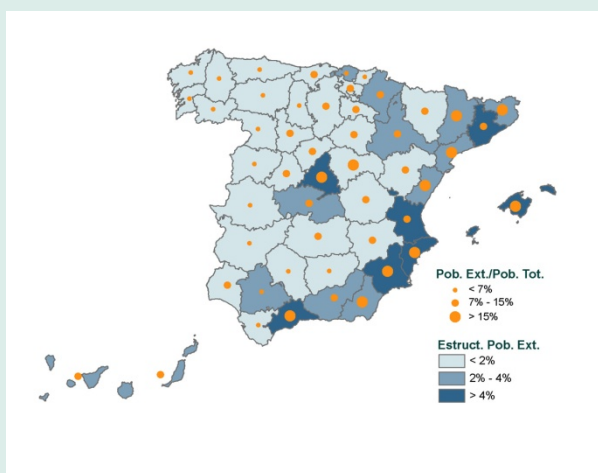 Pob. Ext./Pob. Tot.
< 7%
7% - 15%
> 15%
Estruct. Pob. Ext.
< 2%
2% - 4%
> 4%